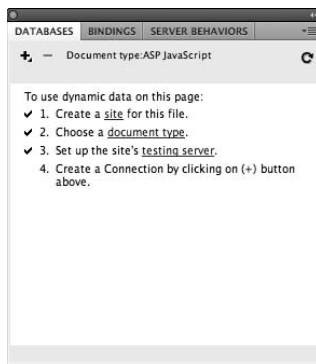 DATABASES BINDINGS SERVER BEHAVIORS
Document type:ASP JavaScript
To use dynamic data on this page:
✔ 1. Create a site for this file.
✔ 2. Choose a document type.
✔ 3. Set up the site's testing server.
4. Create a Connection by clicking on (+) button
above.